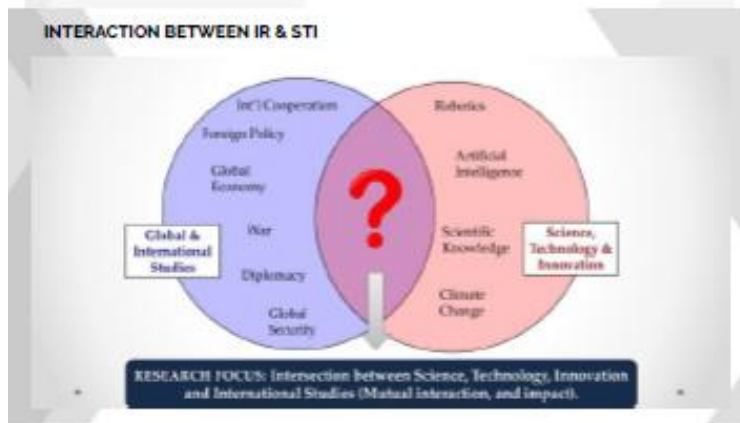 INTERACTION BETWEEN IR & STI
Int'l Cooperation
Foreign Policy
Global
Economy
War
Diplomacy
Global
Security
Global &
International
Studies
?
Robotics
Artificial
Intelligence
Scientific
Knowledge
Climate
Change
Science,
Technology &
Innovation
RESEARCH FOCUS: Intersection between Science, Technology, Innovation
and International Studies (Mutual interaction, and impact).